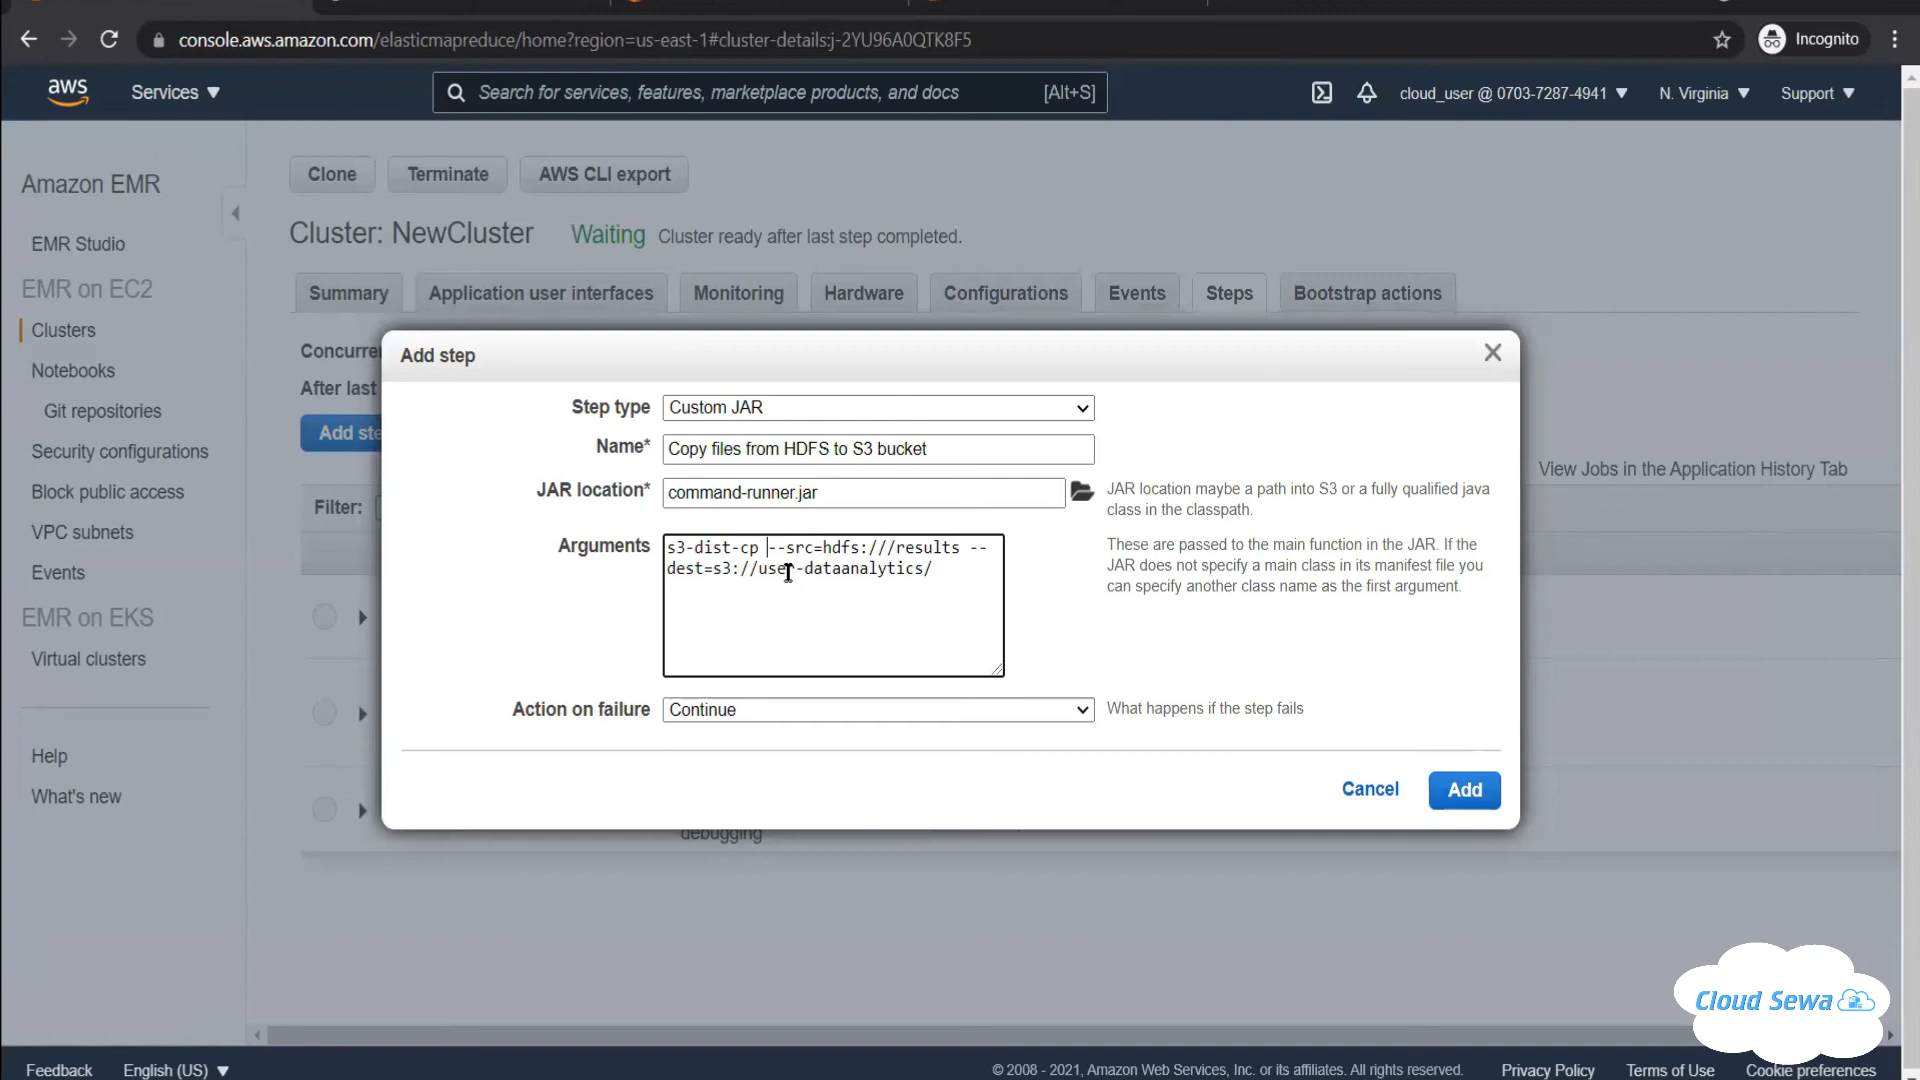 console.aws.amazon.com/elasticmapreduce/home?region=us-east-1#cluster-details:j-2YU96A0QTK8F5
Incognito
aws
Services
Search for services, features, marketplace products, and docs
[Alt+S]
cloud_user @ 0703-7287-4941
N. Virginia
Support
Amazon EMR
EMR Studio
EMR on EC2
Clusters
Notebooks
Git repositories
Security configurations
Block public access
VPC subnets
Events
EMR on EKS
Virtual clusters
Help
What's new
Clone
Terminate
AWS CLI export
Cluster: NewCluster
Waiting
Cluster ready after last step completed.
Summary
Application user interfaces
Monitoring
Hardware
Configurations
Events
Steps
Bootstrap actions
After last
View Jobs in the Application History Tab
Filter:
debugging
Add step
Step type
Custom JAR
Name*
Copy files from HDFS to S3 bucket
JAR location*
command-runner.jar
JAR location maybe a path into S3 or a fully qualified java
class in the classpath.
Arguments
s3-dist-cp --src=hdfs:///results --
dest=s3://user-dataanalytics/
These are passed to the main function in the JAR. If the
JAR does not specify a main class in its manifest file you
can specify another class name as the first argument.
Action on failure
Continue
What happens if the step fails
Cancel
Add
Cloud Sewa
Feedback
English (US)
© 2008 - 2021, Amazon Web Services, Inc. or its affiliates. All rights reserved.
Privacy Policy
Terms of Use
Cookie preferences